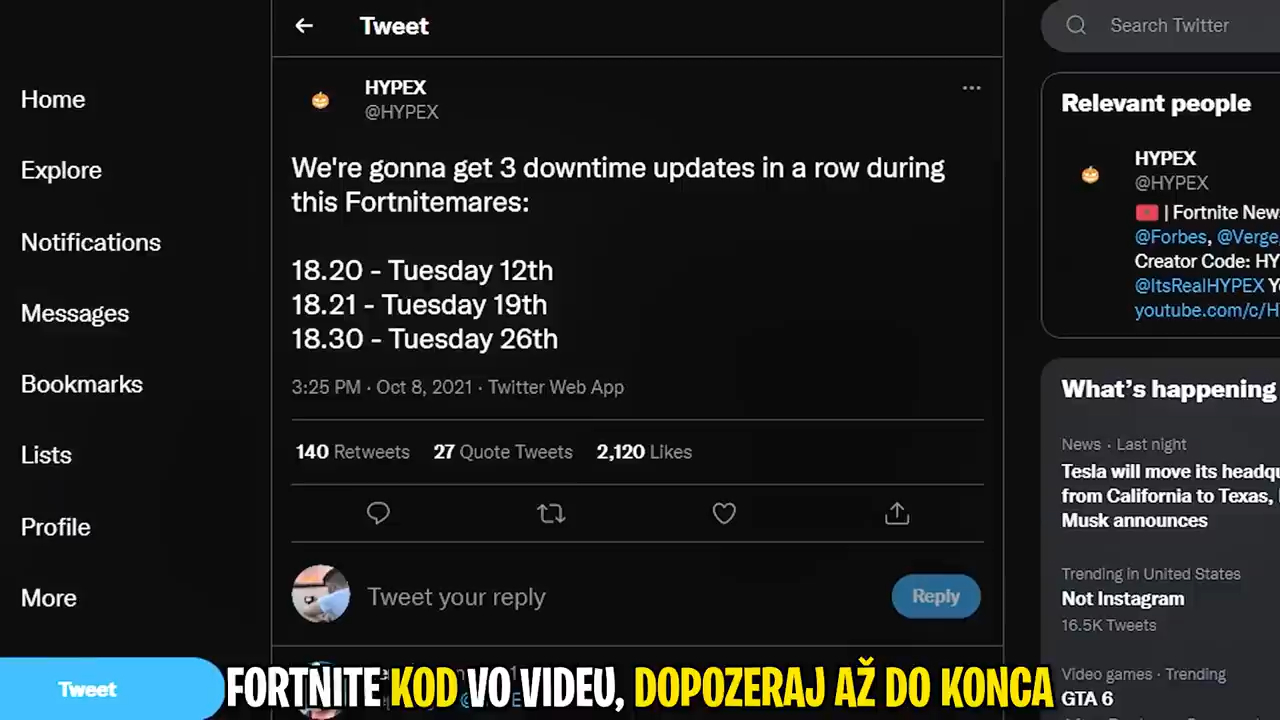 Tweet
Search Twitter
Home
Explore
Notifications
Messages
Bookmarks
Lists
Profile
More
Tweet
HYPEX
@HYPEX
We're gonna get 3 downtime updates in a row during
this Fortnitemares:
18.20 - Tuesday 12th
18.21 - Tuesday 19th
18.30 - Tuesday 26th
3:25 PM · Oct 8, 2021 · Twitter Web App
140 Retweets 27 Quote Tweets 2,120 Likes
Tweet your reply
Reply
Relevant people
HYPEX
@HYPEX
| Fortnite New
@Forbes, @Verge
Creator Code: HY
@ItsRealHYPEX Y
youtube.com/c/H
What's happening
News · Last night
Tesla will move its headqu
from California to Texas,
Musk announces
Trending in United States
Not Instagram
16.5K Tweets
Video games · Trending
GTA 6
FORTNITE KOD VO VIDEU, DOPOZERAJ AŽ DO KONCA